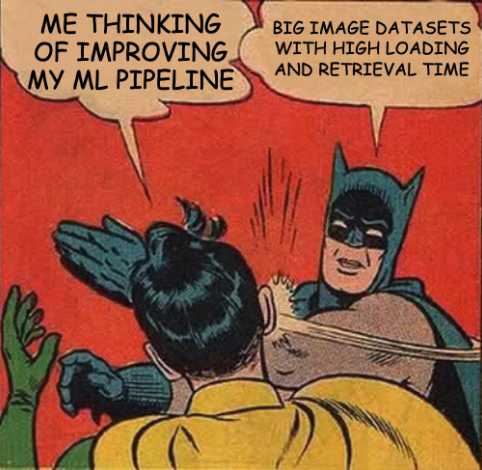 ME THINKING
OF IMPROVING
MY ML PIPELINE
BIG IMAGE DATASETS
WITH HIGH LOADING
AND RETRIEVAL TIME